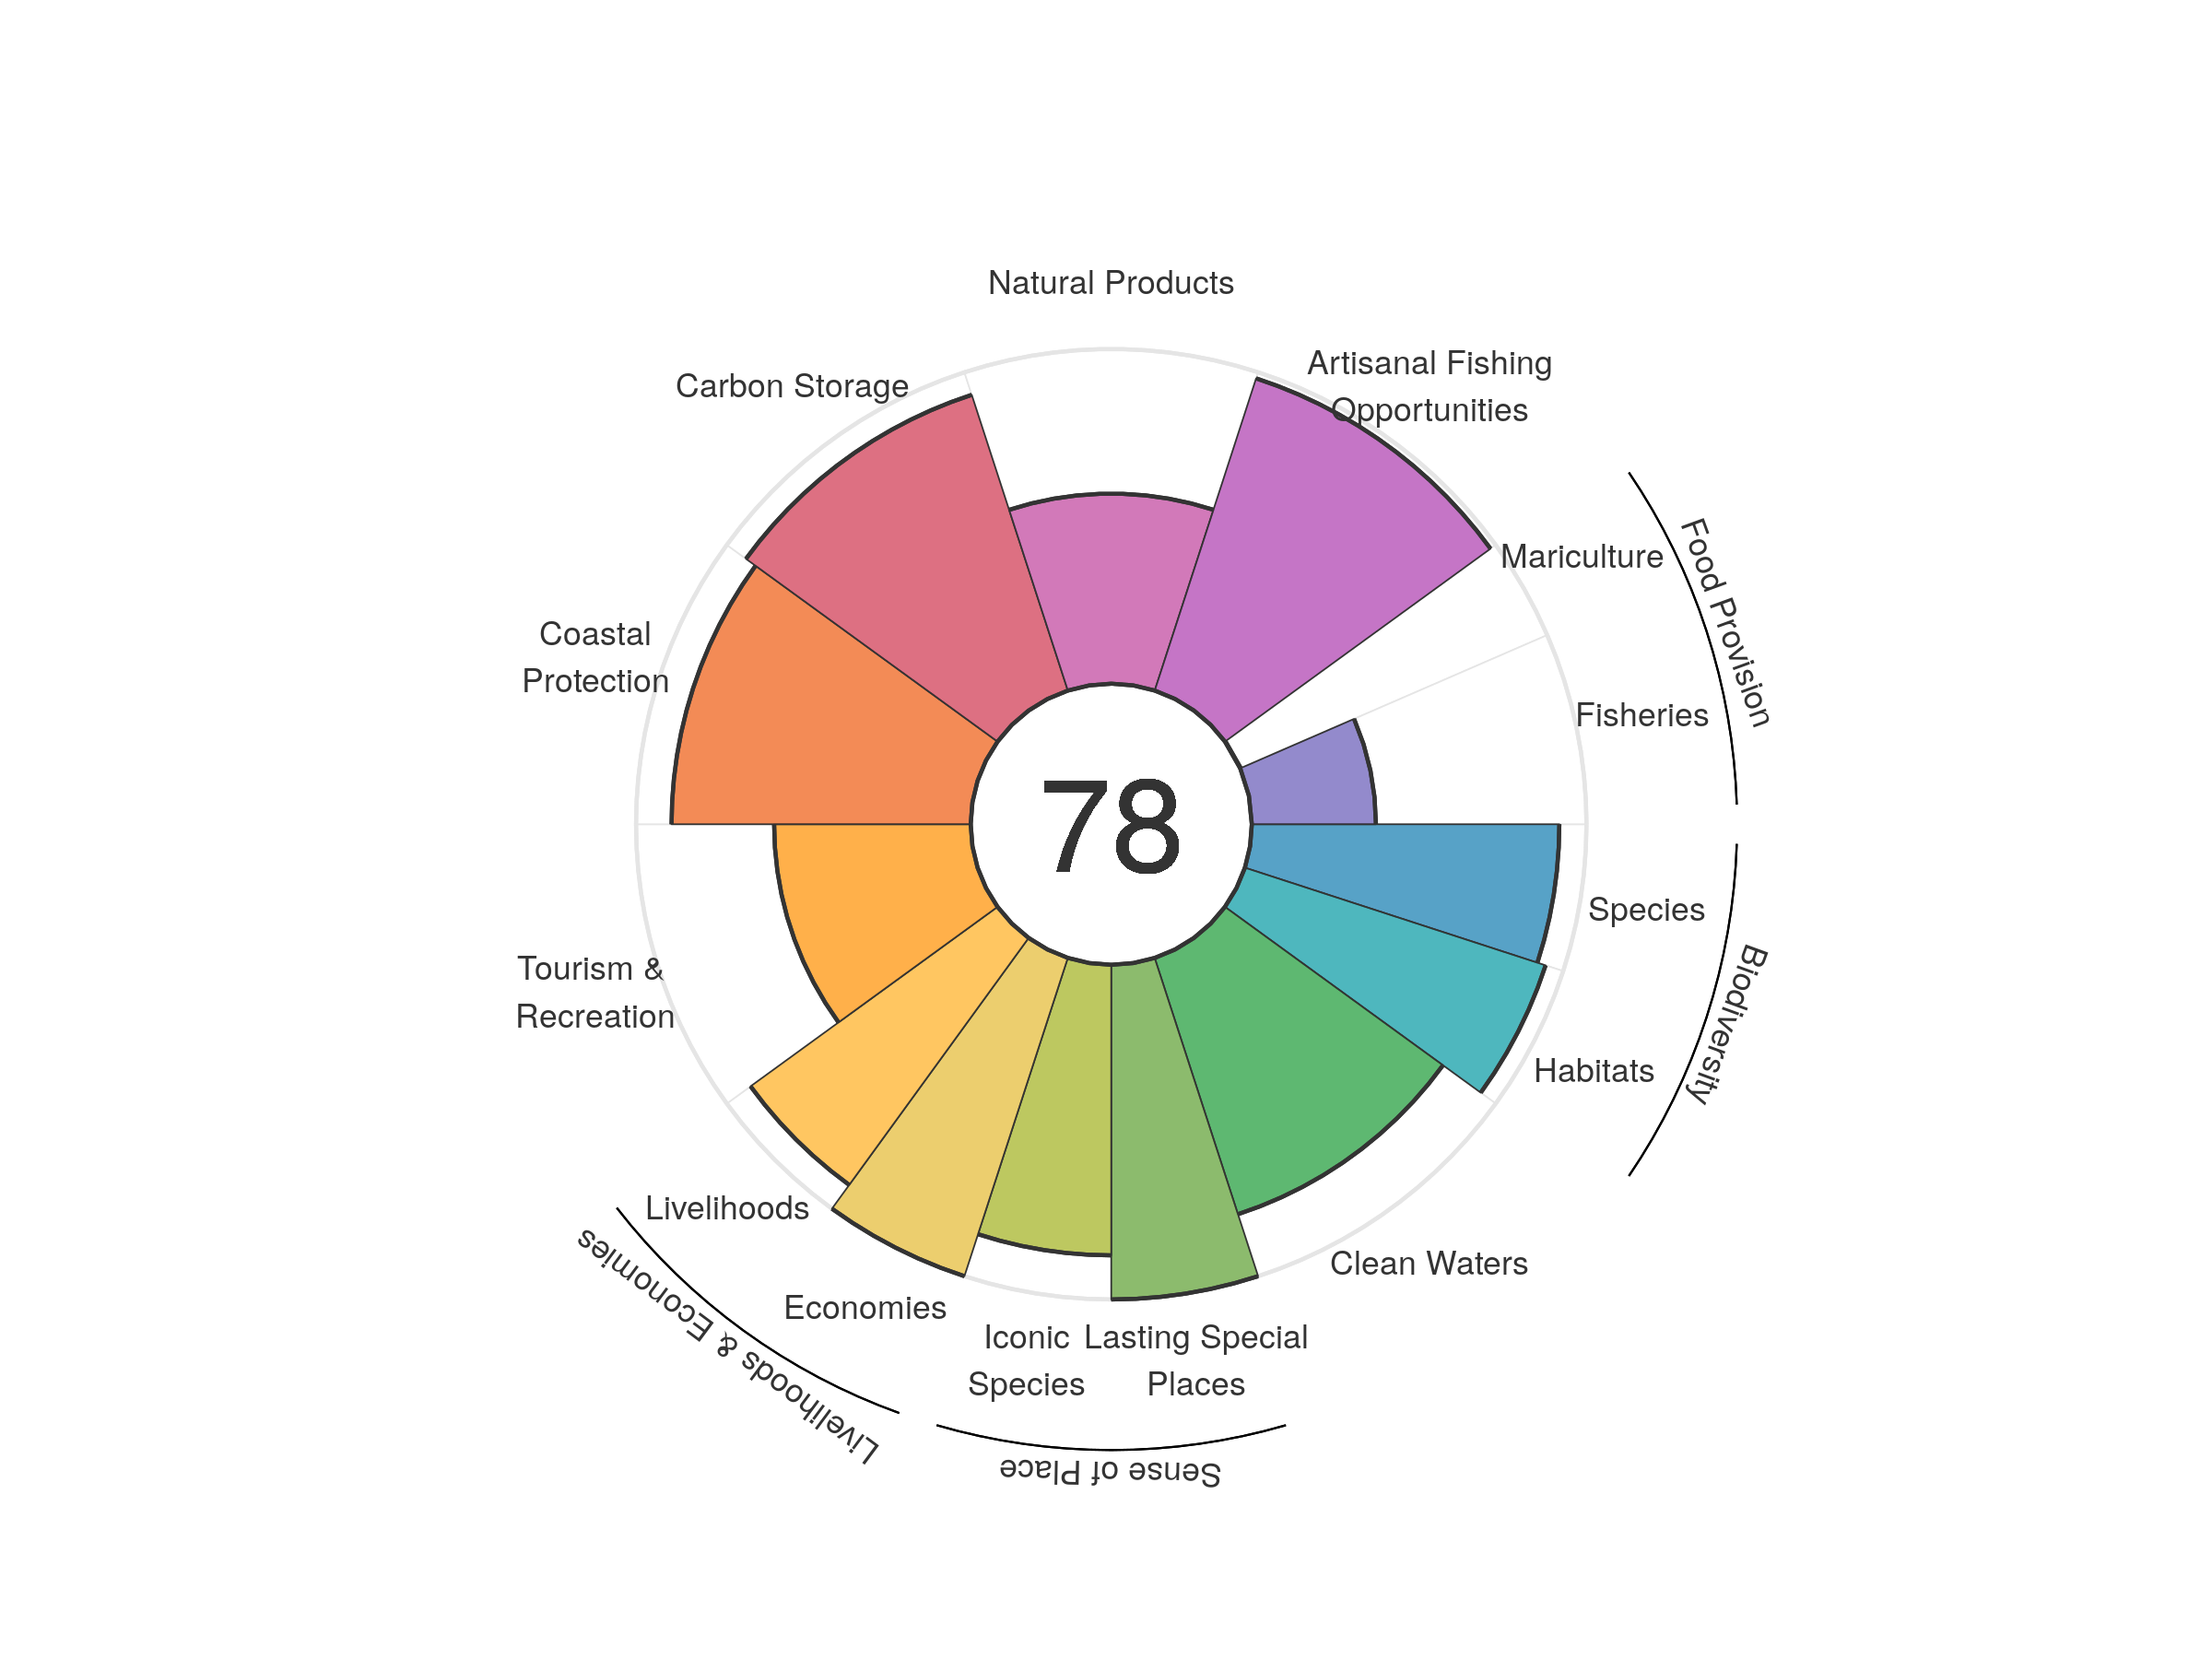 Natural Products
Artisanal Fishing
Opportunities
Carbon Storage
Mariculture
Food Provision
Coastal
Protection
Fisheries
78
Species
Biodiversity
Tourism &
Recreation
Habitats
Livelihoods
Clean Waters
Economies
Livelihoods & Economies
Iconic
Species
Lasting Special
Places
Sense of Place